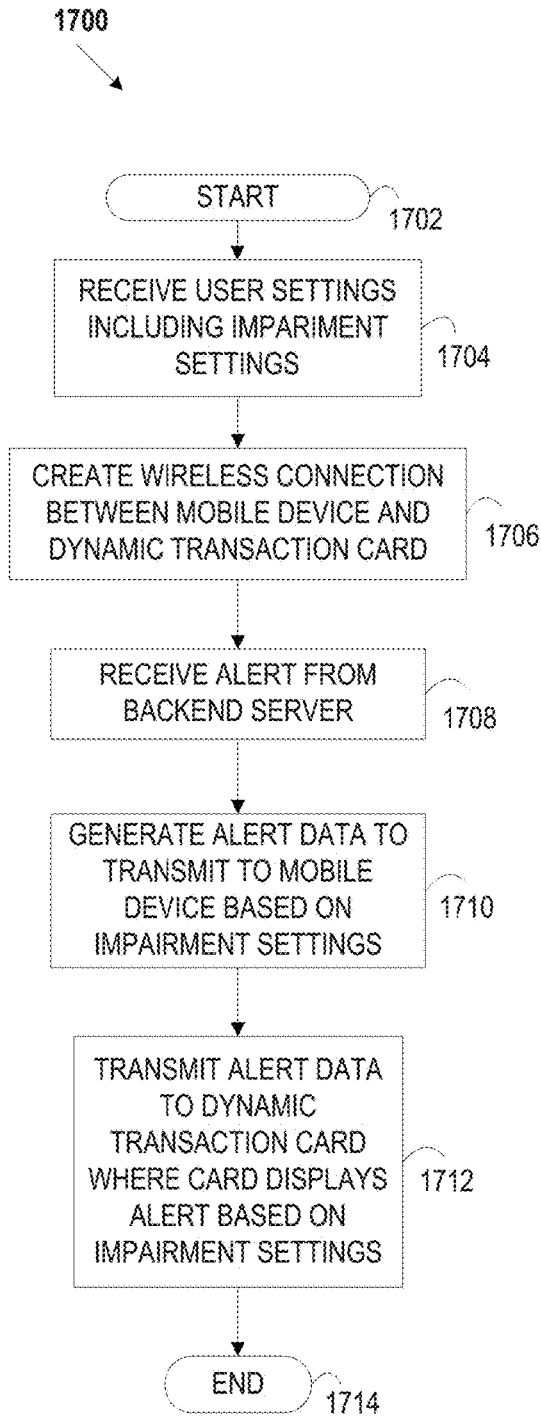 1700
START
1702
RECEIVE USER SETTINGS
INCLUDING IMPARIMENT
SETTINGS
1704
CREATE WIRELESS CONNECTION
BETWEEN MOBILE DEVICE AND
DYNAMIC TRANSACTION CARD
1706
RECEIVE ALERT FROM
BACKEND SERVER
1708
GENERATE ALERT DATA TO
TRANSMIT TO MOBILE
DEVICE BASED ON
IMPAIRMENT SETTINGS
1710
TRANSMIT ALERT DATA
TO DYNAMIC
TRANSACTION CARD
WHERE CARD DISPLAYS
ALERT BASED ON
IMPAIRMENT SETTINGS
1712
END
1714